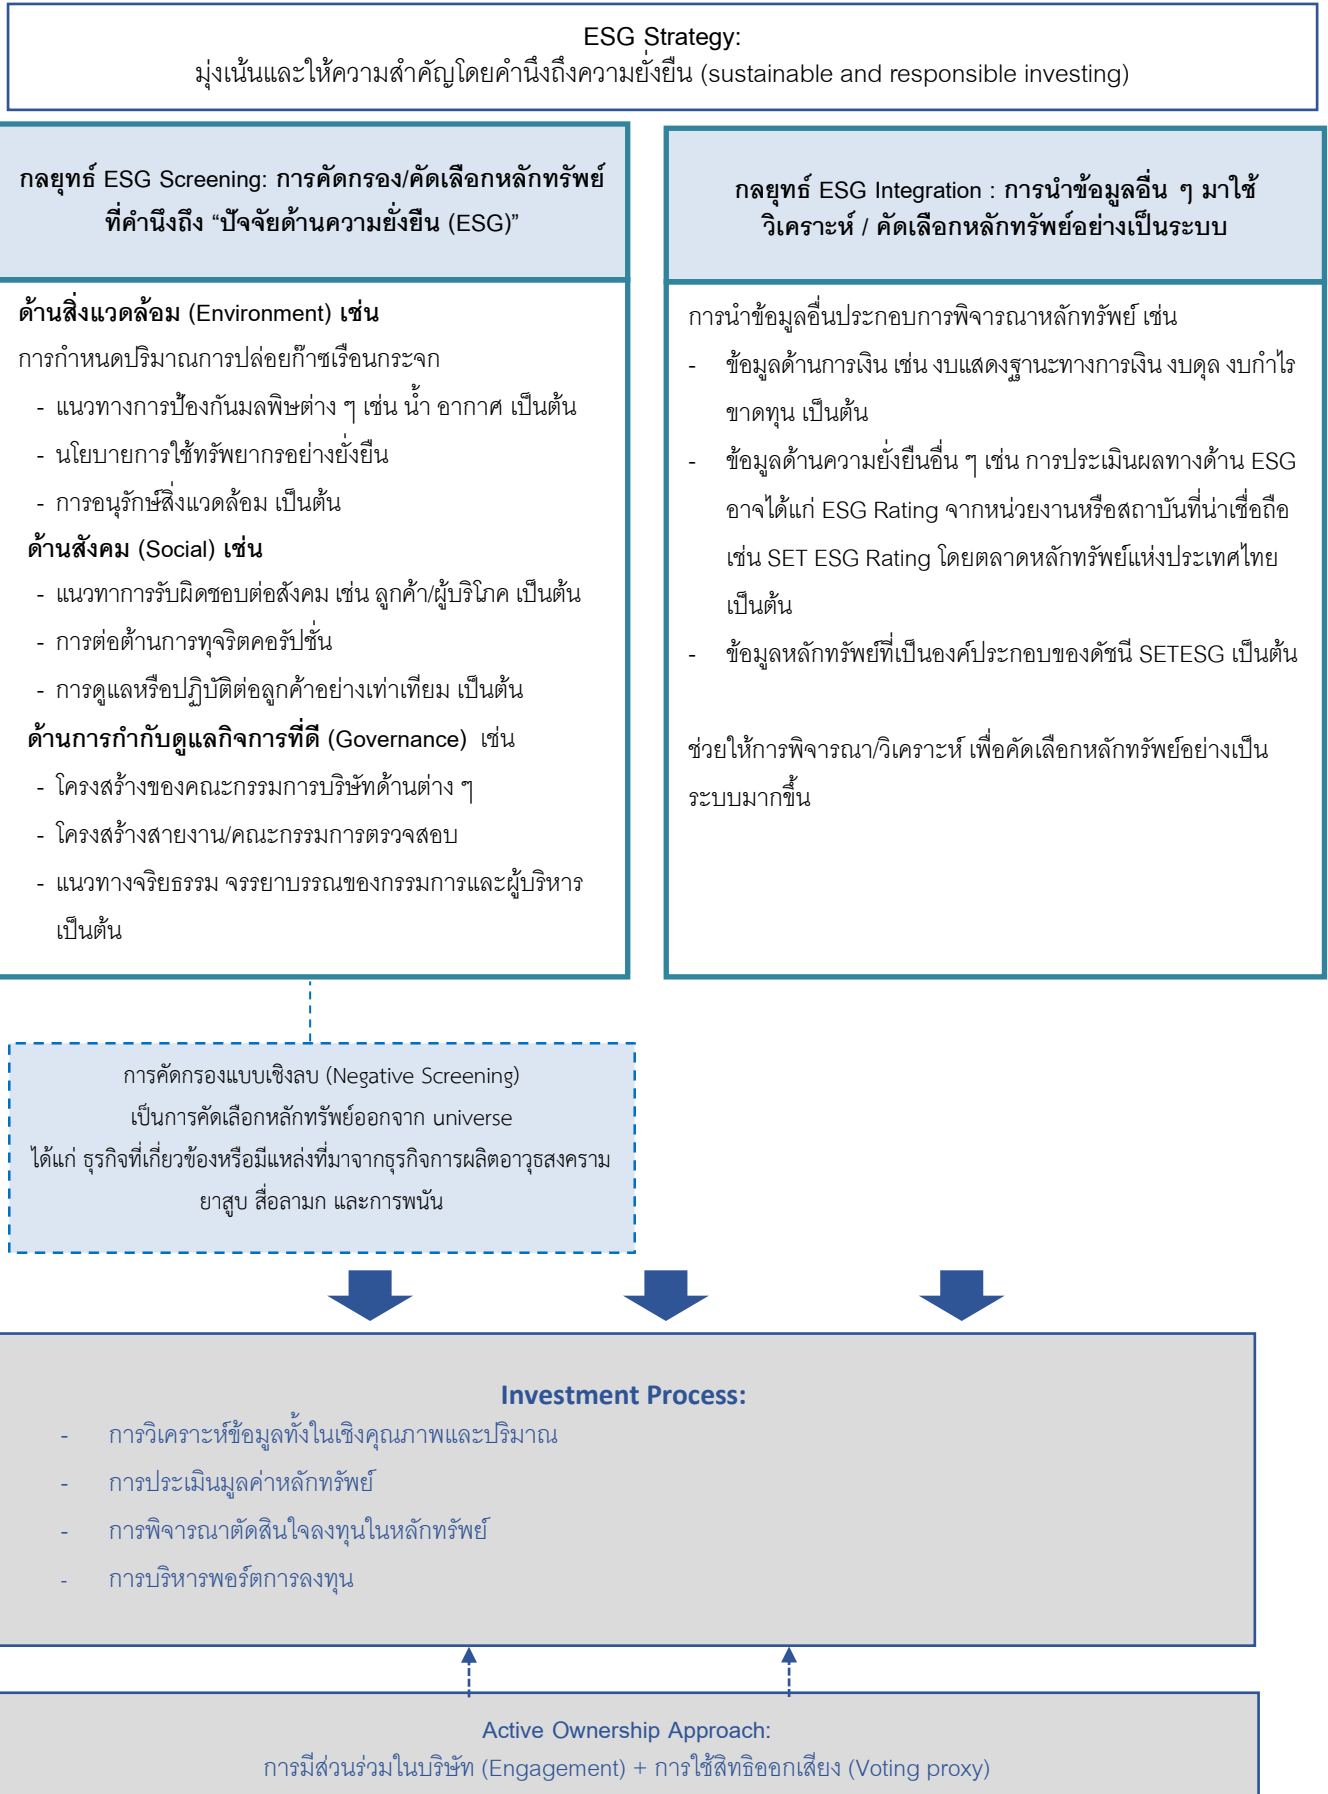 ESG Strategy:
มุ่งเน้นและให้ความสำคัญโดยคำนึงถึงความยั่งยืน (sustainable and responsible investing)
กลยุทธ์ ESG Screening: การคัดกรอง/คัดเลือกหลักทรัพย์
ที่คำนึงถึง “ปัจจัยด้านความยั่งยืน (ESG)”
ด้านสิ่งแวดล้อม (Environment) เช่น
การกำหนดปริมาณการปล่อยก๊าซเรือนกระจก
- แนวทางการป้องกันมลพิษต่าง ๆ เช่น น้ำ อากาศ เป็นต้น
- นโยบายการใช้ทรัพยากรอย่างยั่งยืน
- การอนุรักษ์สิ่งแวดล้อม เป็นต้น
ด้านสังคม (Social) เช่น
- แนวทาการรับผิดชอบต่อสังคม เช่น ลูกค้า/ผู้บริโภค เป็นต้น
- การต่อต้านการทุจริตคอรัปชั่น
- การดูแลหรือปฏิบัติต่อลูกค้าอย่างเท่าเทียม เป็นต้น
ด้านการกำกับดูแลกิจการที่ดี (Governance) เช่น
- โครงสร้างของคณะกรรมการบริษัทด้านต่าง ๆ
- โครงสร้างสายงาน/คณะกรรมการตรวจสอบ
- แนวทางจริยธรรม จรรยาบรรณของกรรมการและผู้บริหาร
เป็นต้น
กลยุทธ์ ESG Integration : การนำข้อมูลอื่น ๆ มาใช้
วิเคราะห์ / คัดเลือกหลักทรัพย์อย่างเป็นระบบ
การนำข้อมูลอื่นประกอบการพิจารณาหลักทรัพย์ เช่น
- ข้อมูลด้านการเงิน เช่น งบแสดงฐานะทางการเงิน งบดุล งบกำไร
ขาดทุน เป็นต้น
- ข้อมูลด้านความยั่งยืนอื่น ๆ เช่น การประเมินผลทางด้าน ESG
อาจได้แก่ ESG Rating จากหน่วยงานหรือสถาบันที่น่าเชื่อถือ
เช่น SET ESG Rating โดยตลาดหลักทรัพย์แห่งประเทศไทย
เป็นต้น
- ข้อมูลหลักทรัพย์ที่เป็นองค์ประกอบของดัชนี SETESG เป็นต้น
ช่วยให้การพิจารณา/วิเคราะห์ เพื่อคัดเลือกหลักทรัพย์อย่างเป็น
ระบบมากขึ้น
การคัดกรองแบบเชิงลบ (Negative Screening)
เป็นการคัดเลือกหลักทรัพย์ออกจาก universe
ได้แก่ ธุรกิจที่เกี่ยวข้องหรือมีแหล่งที่มาจากธุรกิจการผลิตอาวุธสงคราม
ยาสูบ สื่อลามก และการพนัน
Investment Process:
- การวิเคราะห์ข้อมูลทั้งในเชิงคุณภาพและปริมาณ
- การประเมินมูลค่าหลักทรัพย์
- การพิจารณาตัดสินใจลงทุนในหลักทรัพย์
- การบริหารพอร์ตการลงทุน
Active Ownership Approach:
การมีส่วนร่วมในบริษัท (Engagement) + การใช้สิทธิออกเสียง (Voting proxy)